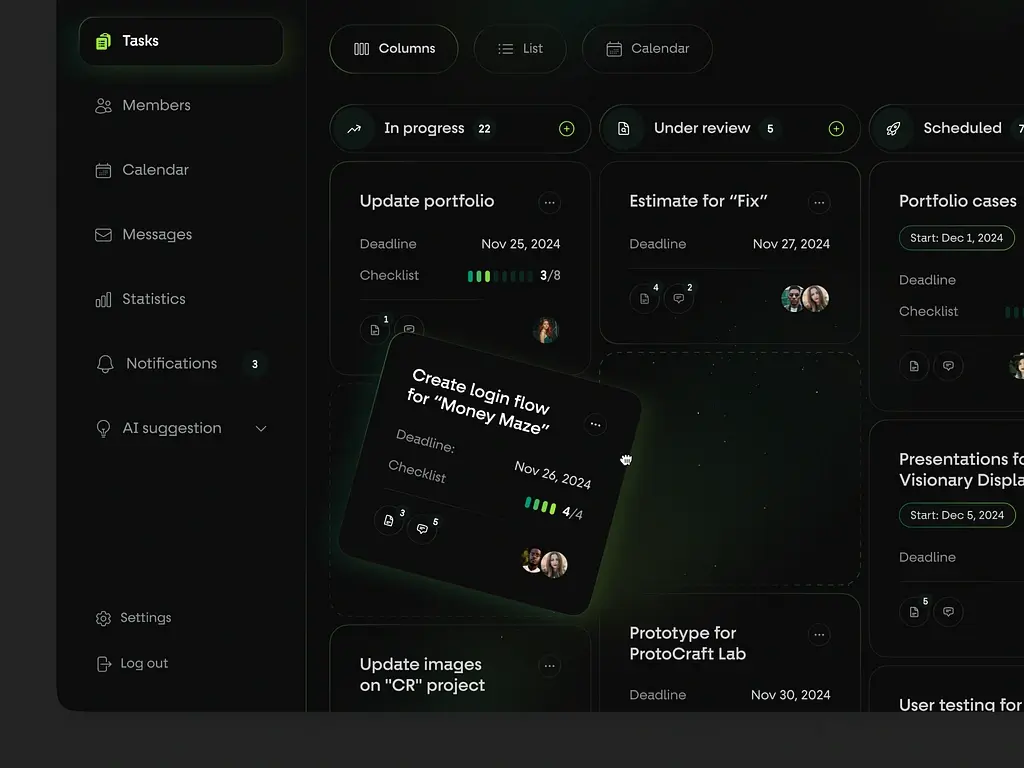 Tasks
Members
Calendar
Messages
Statistics
Notifications 3
AI suggestion
Settings
Log out
Columns
List
Calendar
In progress 22
Update portfolio
Deadline Nov 25, 2024
Checklist 3/8
1
Create login flow
for “Money Maze”
Deadline: Nov 26, 2024
Checklist 4/4
3 5
Update images
on "CR" project
Under review 5
Estimate for “Fix”
Deadline Nov 27, 2024
4 2
Prototype for
ProtoCraft Lab
Deadline Nov 30, 2024
Scheduled 7
Portfolio cases
Start: Dec 1, 2024
Deadline
Checklist
Presentations fo
Visionary Displa
Start: Dec 5, 2024
Deadline
5
User testing for